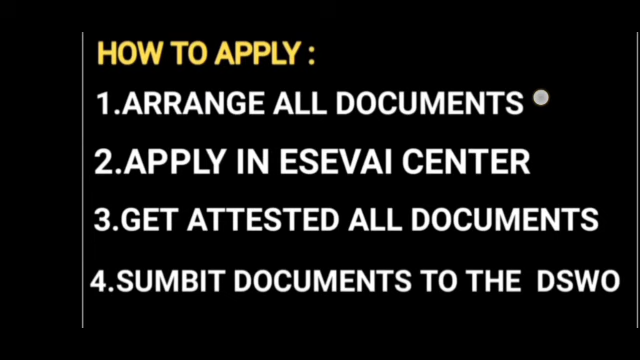 HOW TO APPLY :
1.ARRANGE ALL DOCUMENTS
2.APPLY IN ESEVAI CENTER
3.GET ATTESTED ALL DOCUMENTS
4.SUMBIT DOCUMENTS TO THE DSWO